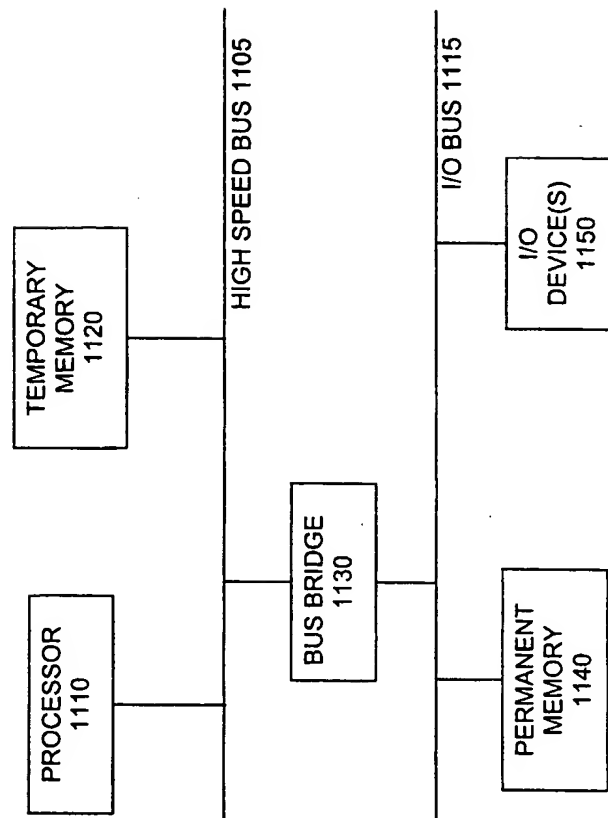 PROCESSOR
1110
TEMPORARY
MEMORY
1120
HIGH SPEED BUS 1105
BUS BRIDGE
1130
I/O BUS 1115
PERMANENT
MEMORY
1140
I/O
DEVICE(S)
1150